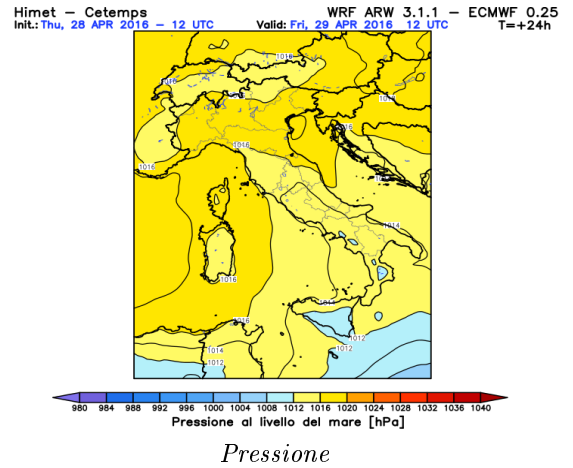 Himet – Cetemps WRF ARW 3.1.1 – ECMWF 0.25
Init.: Thu, 28 APR 2016 – 12 UTC Valid: Fri, 29 APR 2016 12 UTC T=+24h
1016
1016
1016
1016
1016
1014
1016
1016
1014
1012
1012
1012
980 984 988 992 996 1000 1004 1008 1012 1016 1020 1024 1028 1032 1036 1040
Pressione al livello del mare [hPa]
Pressione